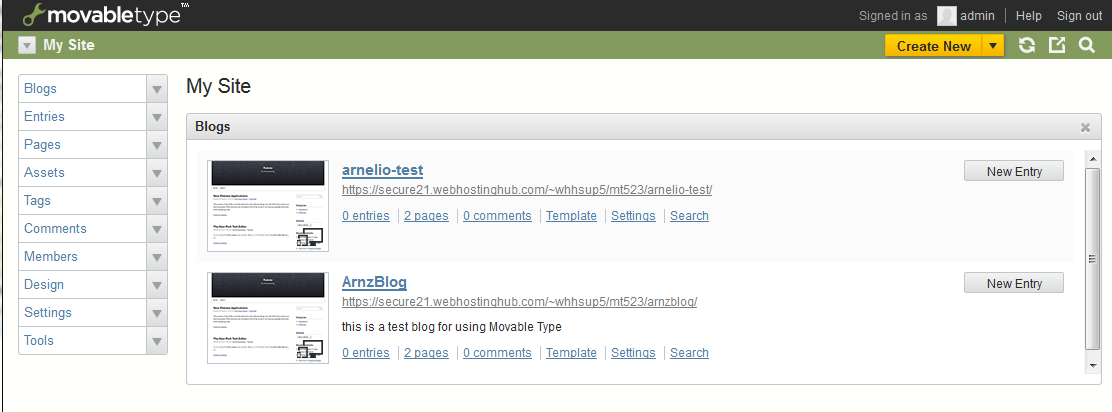 movabletype™
Signed in as admin Help Sign out
My Site Create New
Blogs
Entries
Pages
Assets
Tags
Comments
Members
Design
Settings
Tools
My Site
Blogs
arnelio-test New Entry
https://secure21.webhostinghub.com/~whhsup5/mt523/arnelio-test/
0 entries 2 pages 0 comments Template Settings Search
ArnzBlog New Entry
https://secure21.webhostinghub.com/~whhsup5/mt523/arnzblog/
this is a test blog for using Movable Type
0 entries 2 pages 0 comments Template Settings Search